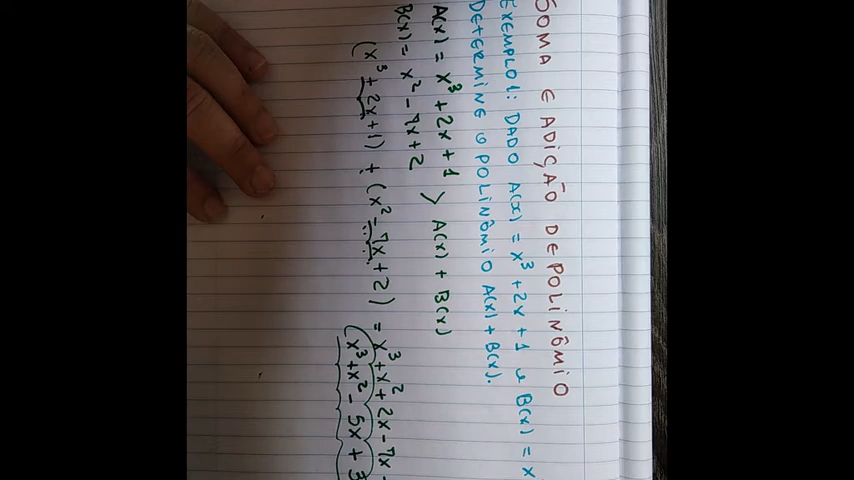 SOMA E ADIÇÃO DE POLINÔMIO
EXEMPLO 1: DADO A(x) = x³ + 2x + 1 e B(x) = x
DETERMINE O POLINÔMIO A(x) + B(x).
A(x) = x³ + 2x + 1 > A(x) + B(x)
B(x) = x² - 7x + 2
(x³ + 2x + 1) + (x² - 7x + 2) = x³ + x² + 2x - 7x
x³ + x² - 5x + 3